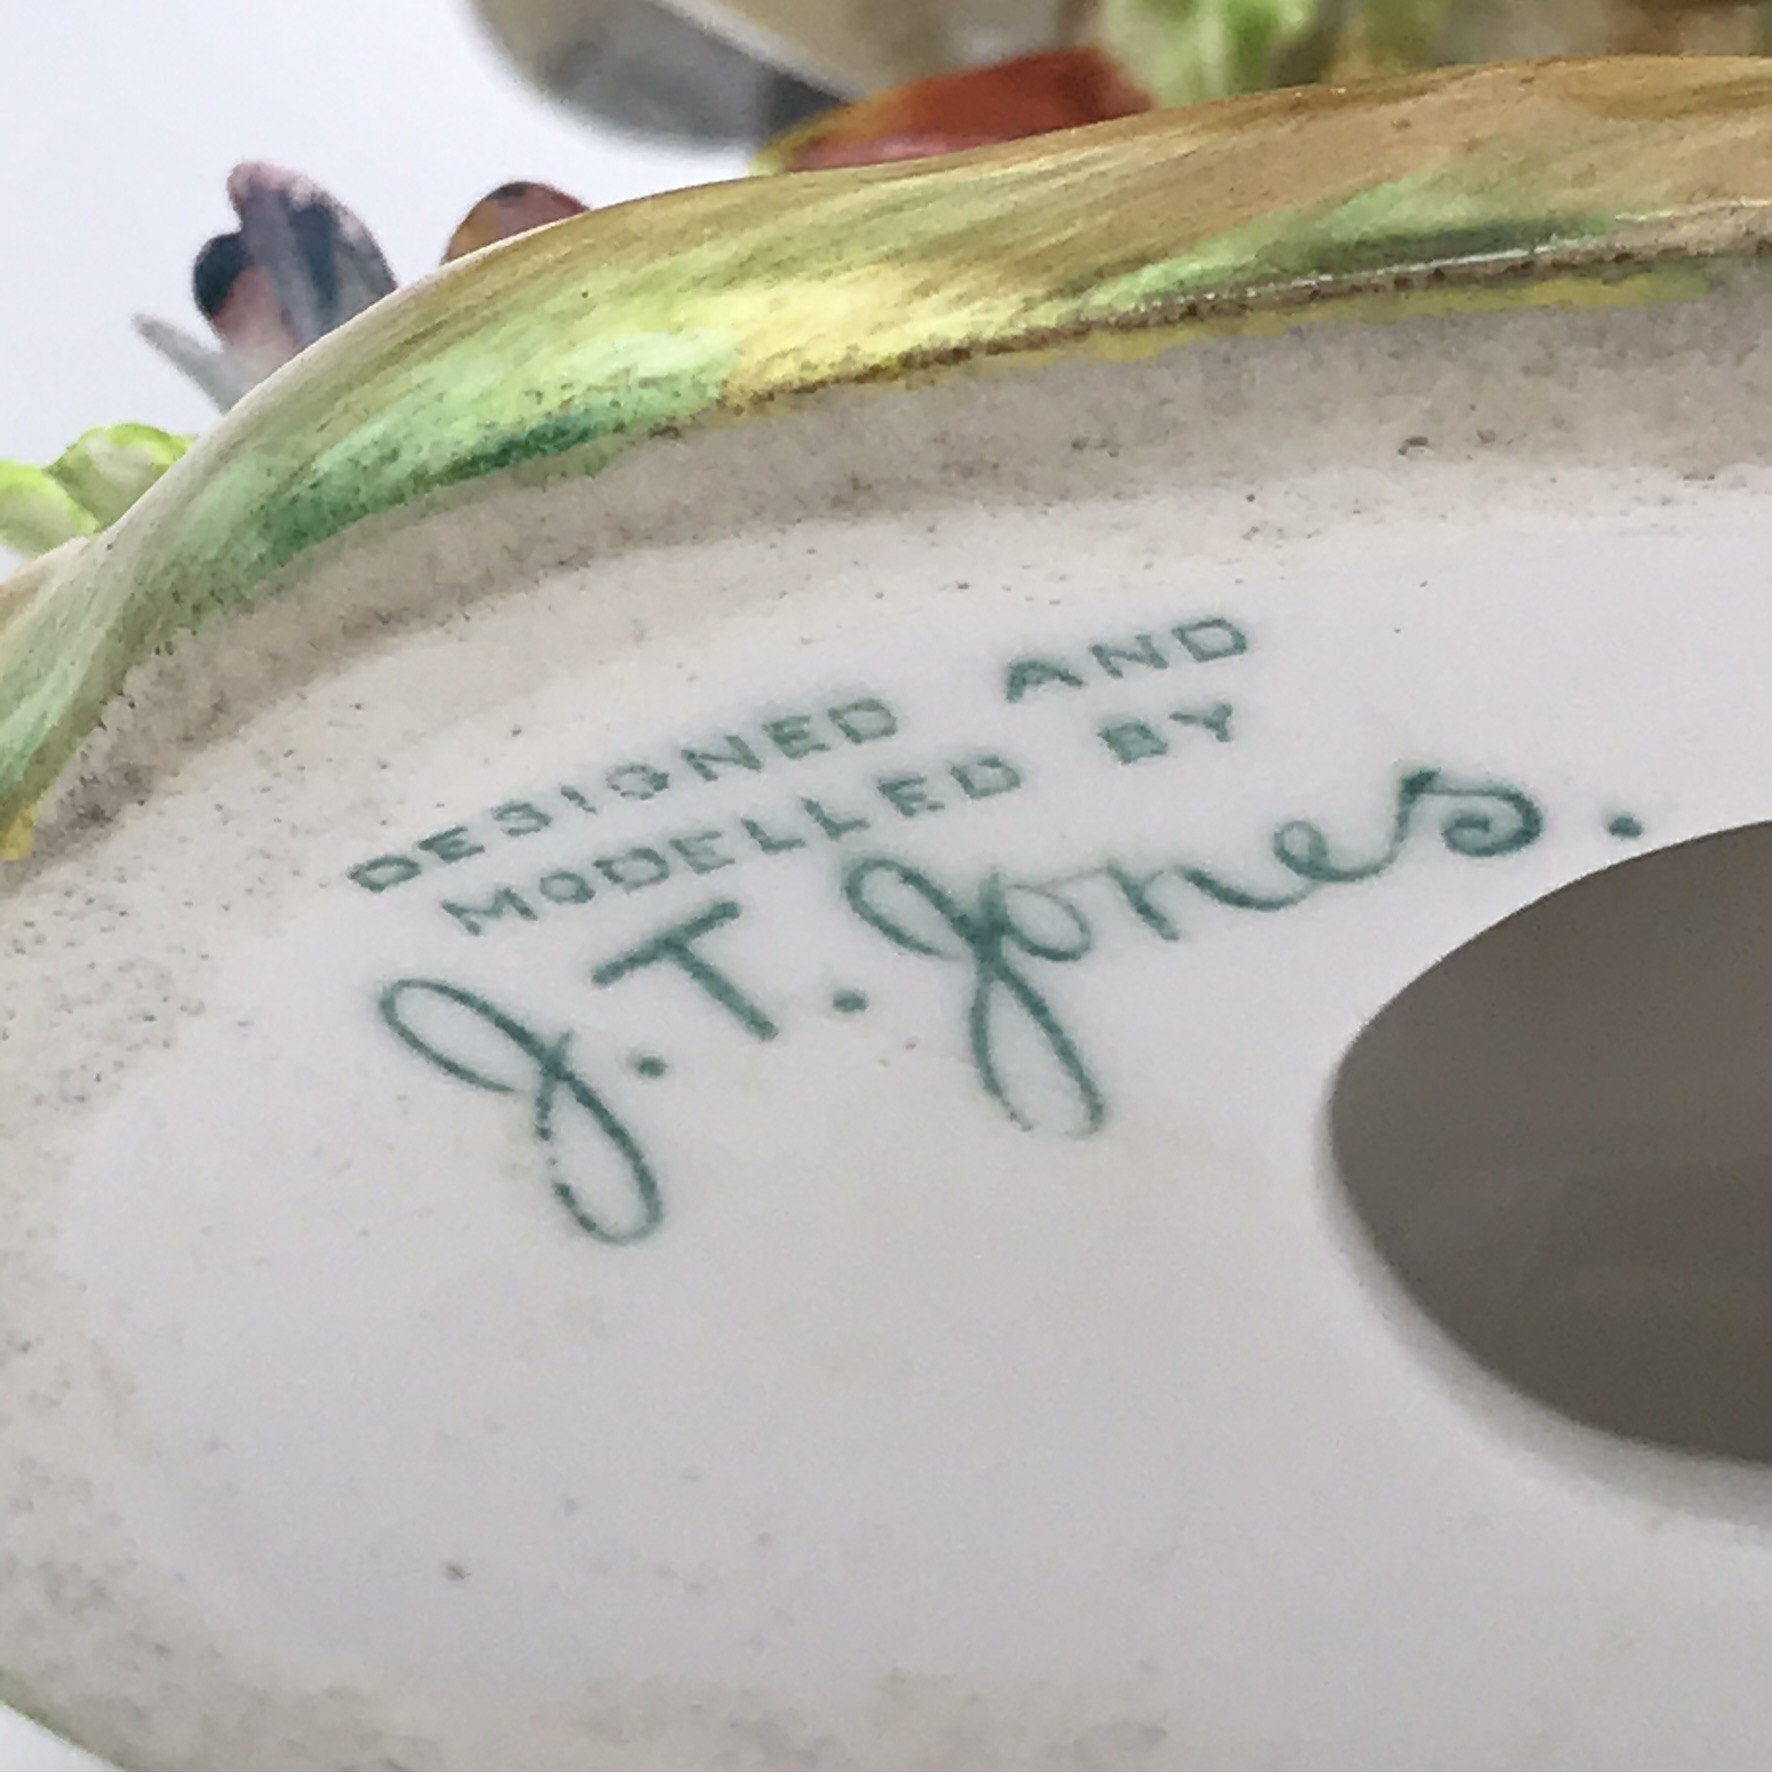 DESIGNED AND
MODELLED BY
J. T. Jones.